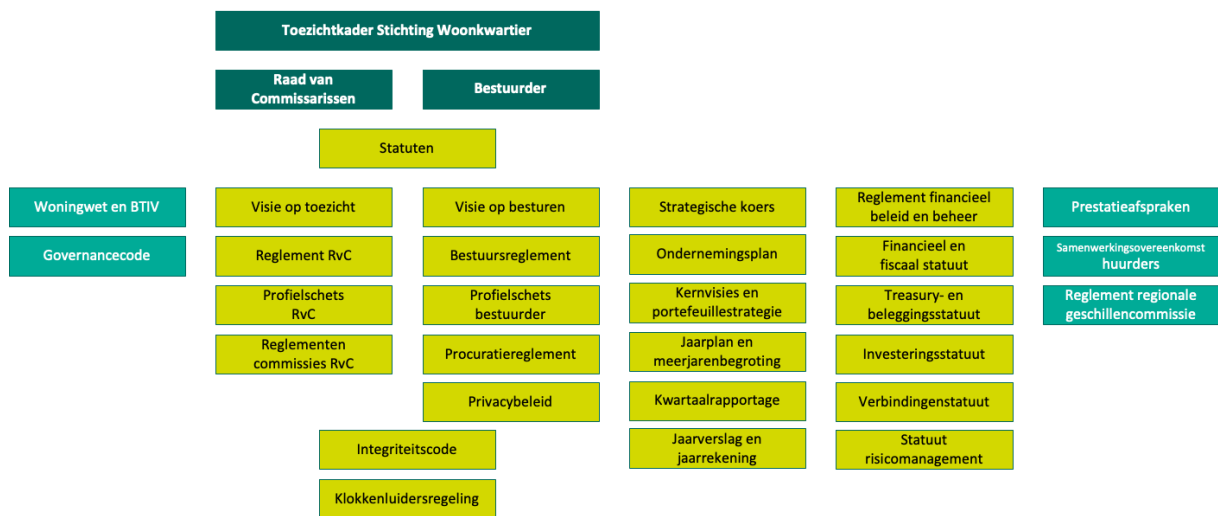 Toezichtkader Stichting Woonkwartier
Raad van
Commissarissen
Bestuurder
Statuten
Woningwet en BTIV
Visie op toezicht
Visie op besturen
Strategische koers
Reglement financieel
beleid en beheer
Prestatieafspraken
Governancecode
Reglement RvC
Bestuursreglement
Ondernemingsplan
Financieel en
fiscaal statuut
Samenwerkingsovereenkomst
huurders
Profielschets
RvC
Profielschets
bestuurder
Kernvisies en
portefeuillestrategie
Treasury- en
beleggingsstatuut
Reglement regionale
geschillencommissie
Reglementen
commissies RvC
Procuratiereglement
Jaarplan en
meerjarenbegroting
Investeringsstatuut
Privacybeleid
Kwartaalrapportage
Verbindingenstatuut
Integriteitscode
Jaarverslag en
jaarrekening
Statuut
risicomanagement
Klokkenluidersregeling